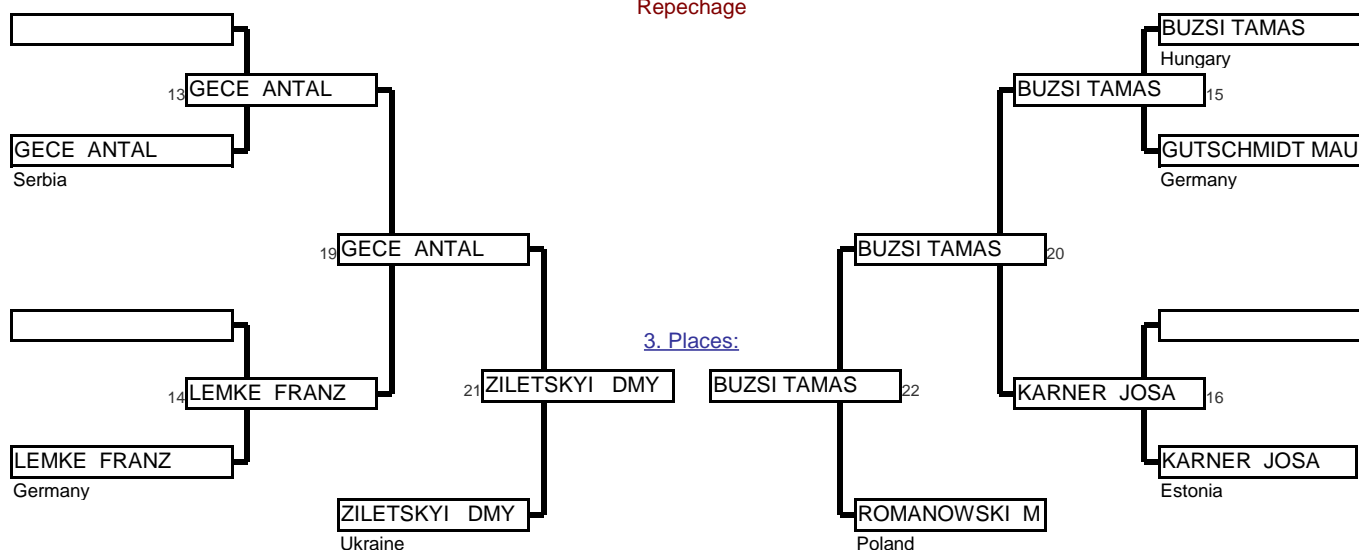 Repechage
BUZSI TAMAS
Hungary
13 GECE ANTAL
BUZSI TAMAS 15
GECE ANTAL
Serbia
GUTSCHMIDT MAU
Germany
19 GECE ANTAL
BUZSI TAMAS 20
3. Places:
14 LEMKE FRANZ
21 ZILETSKYI DMY
BUZSI TAMAS 22
KARNER JOSA 16
LEMKE FRANZ
Germany
KARNER JOSA
Estonia
ZILETSKYI DMY
Ukraine
ROMANOWSKI M
Poland